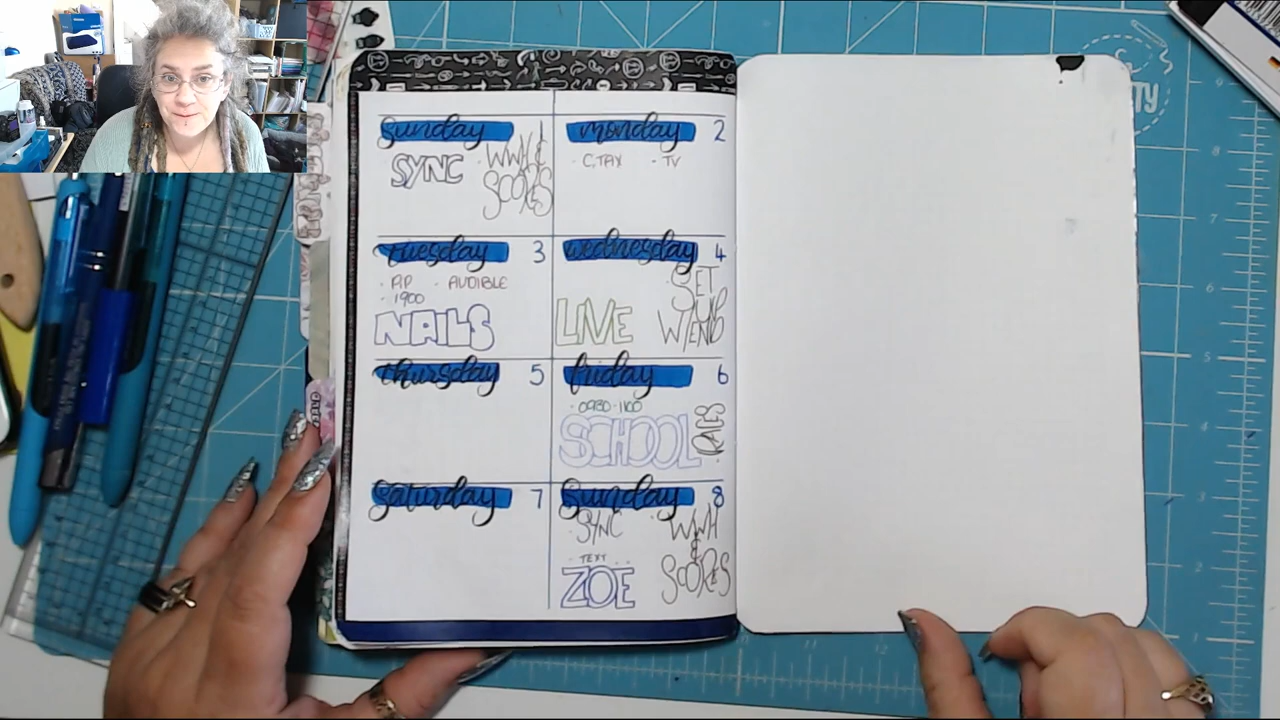 sunday 1
SYNC
· WWH &
SCORES
monday 2
· C.TAX · TV
tuesday 3
· PIP · AUDIBLE
· 1900
NAILS
wednesday 4
LIVE
· SET
UP
W/END
thursday 5
friday 6
· 0930-1100
SCHOOL
saturday 7
Sunday 8
· SYNC
· WWH
&
SCORES
· TEXT
ZOE